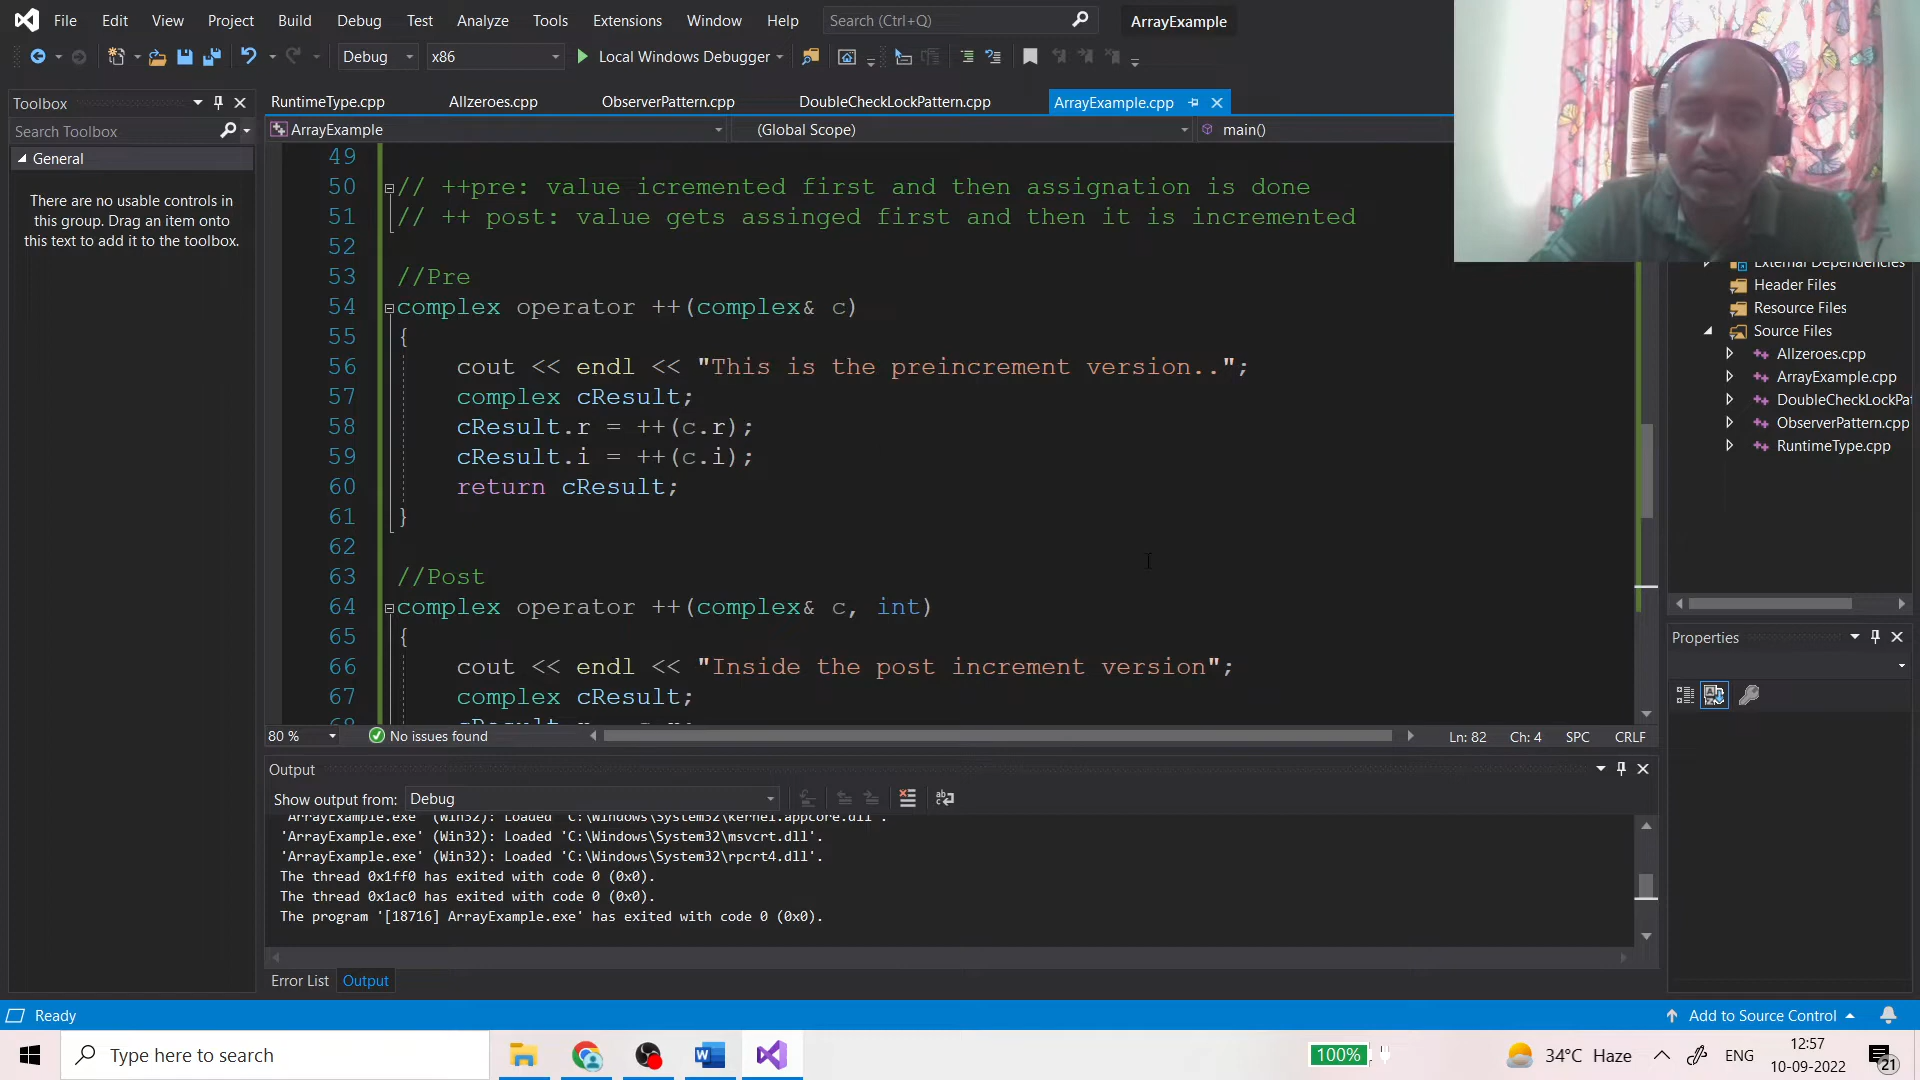 File Edit View Project Build Debug Test Analyze Tools Extensions Window Help Search (Ctrl+Q) ArrayExample
Debug x86 Local Windows Debugger
Toolbox
Search Toolbox
General
There are no usable controls in
this group. Drag an item onto
this text to add it to the toolbox.
RuntimeType.cpp Allzeroes.cpp ObserverPattern.cpp DoubleCheckLockPattern.cpp ArrayExample.cpp
ArrayExample (Global Scope) main()
49
50 // ++pre: value icremented first and then assignation is done
51 // ++ post: value gets assinged first and then it is incremented
52
53 //Pre
54 complex operator ++(complex& c)
55 {
56 cout << endl << "This is the preincrement version..";
57 complex cResult;
58 cResult.r = ++(c.r);
59 cResult.i = ++(c.i);
60 return cResult;
61 }
62
63 //Post
64 complex operator ++(complex& c, int)
65 {
66 cout << endl << "Inside the post increment version";
67 complex cResult;
80 % No issues found Ln: 82 Ch: 4 SPC CRLF
Output
Show output from: Debug
'ArrayExample.exe' (Win32): Loaded 'C:\Windows\System32\kernel.appcore.dll'.
'ArrayExample.exe' (Win32): Loaded 'C:\Windows\System32\msvcrt.dll'.
'ArrayExample.exe' (Win32): Loaded 'C:\Windows\System32\rpcrt4.dll'.
The thread 0x1ff0 has exited with code 0 (0x0).
The thread 0x1ac0 has exited with code 0 (0x0).
The program '[18716] ArrayExample.exe' has exited with code 0 (0x0).
Error List Output
External Dependencies
Header Files
Resource Files
Source Files
Allzeroes.cpp
ArrayExample.cpp
DoubleCheckLockPat
ObserverPattern.cpp
RuntimeType.cpp
Properties
Ready Add to Source Control
Type here to search 100% 34°C Haze ENG 12:57
10-09-2022 21